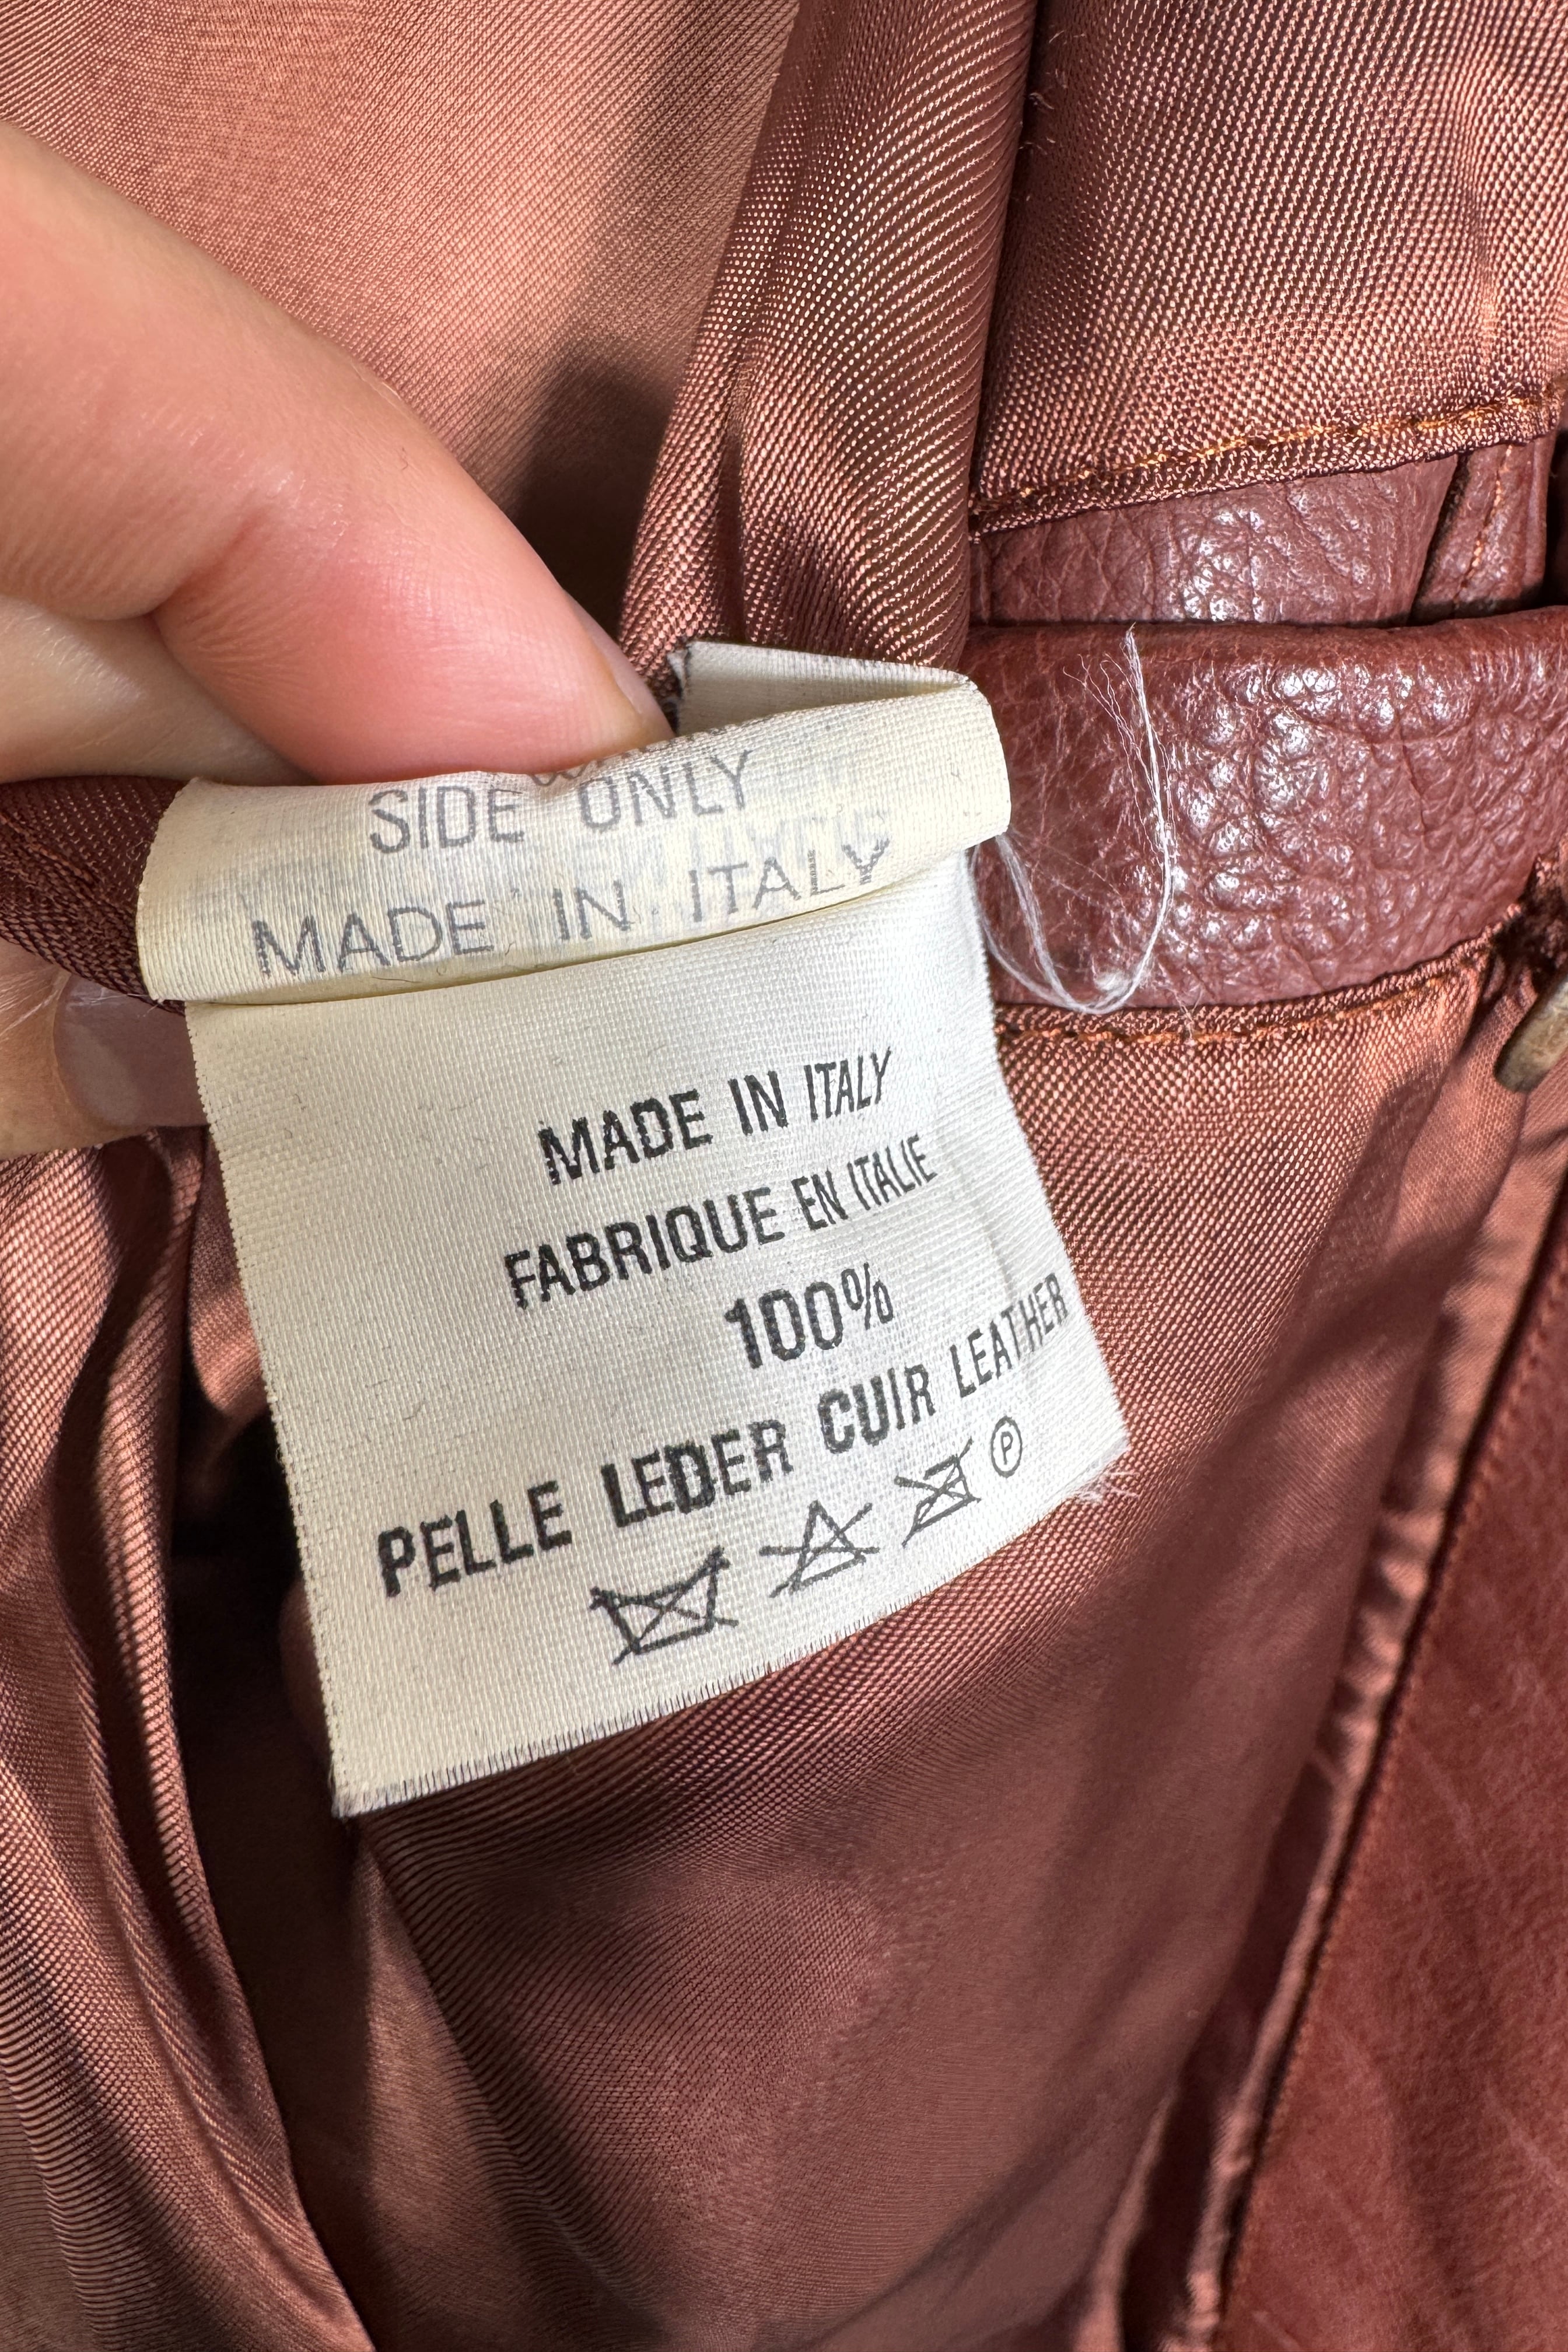 SIDE ONLY
MADE IN ITALY
MADE IN ITALY
FABRIQUE EN ITALIE
100%
PELLE LEDER CUIR LEATHER
P